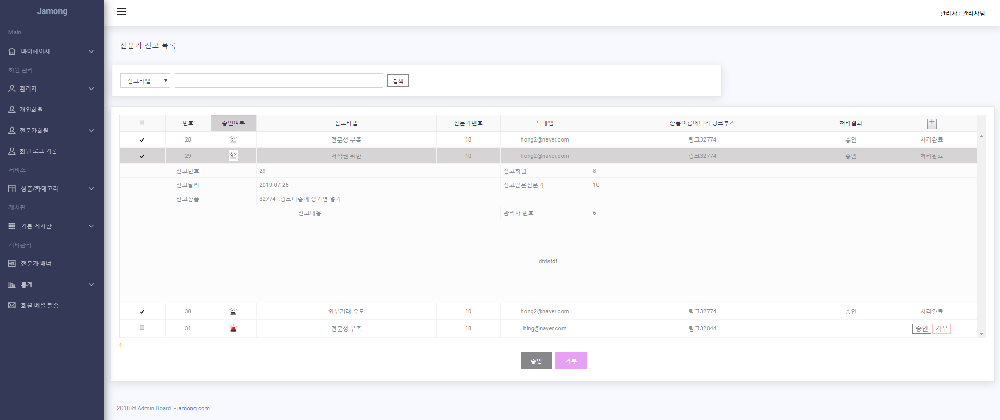 Jamong
Main
마이페이지
회원 관리
관리자
개인회원
전문가회원
회원 로그 기록
서비스
상품/카테고리
게시판
기본 게시판
기타관리
전문가 배너
통계
회원 메일 발송
관리자 : 관리자님
전문가 신고 목록
신고타입 검색
번호 승인여부 신고타입 전문가번호 닉네임 상품이름에다가 링크추가 처리결과
28 전문성 부족 10 hong2@naver.com 링크32774 승인 처리완료
29 저작권 위반 10 hong2@naver.com 링크32774 승인 처리완료
신고번호 29 신고회원 8
신고날짜 2019-07-26 신고받은전문가 10
신고상품 32774 :링크나중에 생기면 넣기
신고내용 관리자 번호 6
dfdsfdf
30 외부거래 유도 10 hong2@naver.com 링크32774 승인 처리완료
31 전문성 부족 18 hing@naver.com 링크32844 승인 거부
1
승인 거부
2018 © Admin Board. - jamong.com